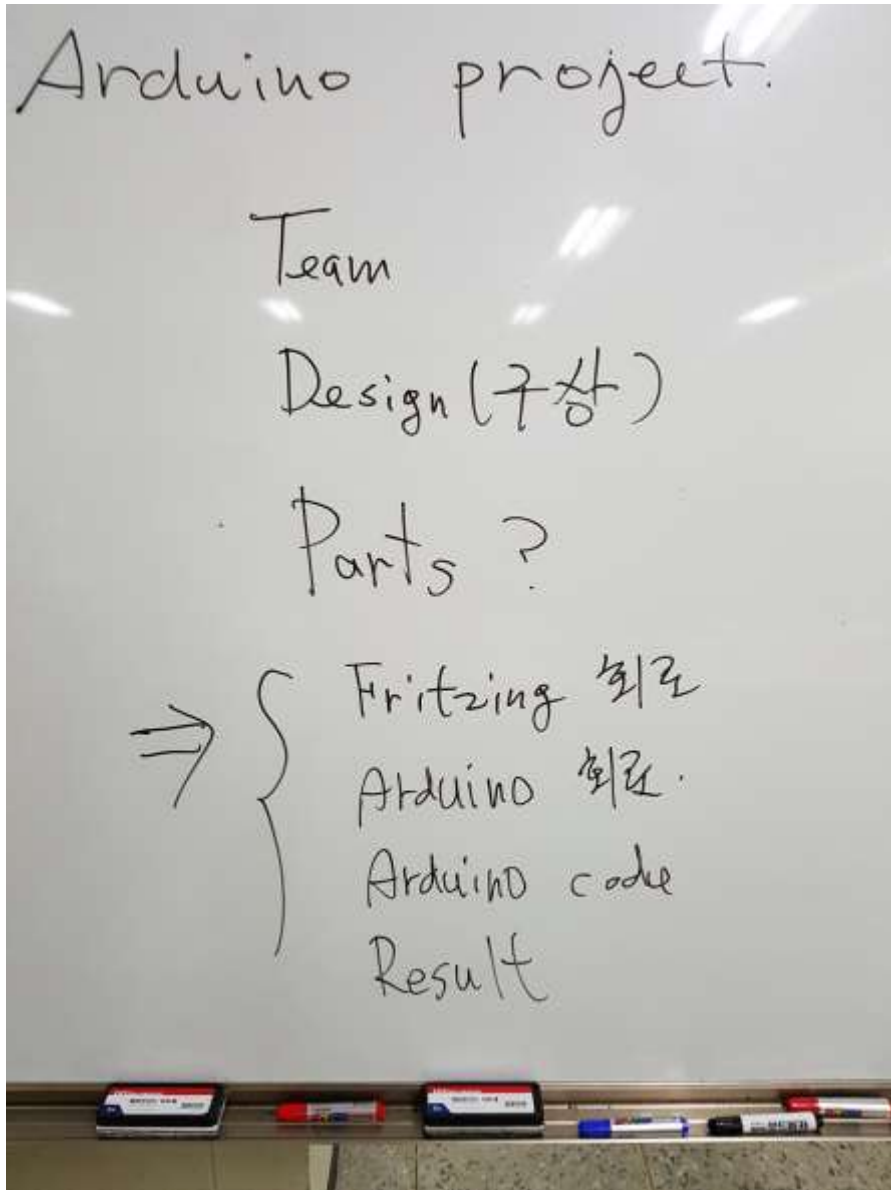 Arduino project.
Team
Design (구상)
Parts ?
⇒ { Fritzing 회로
Arduino 회로.
Arduino code
Result